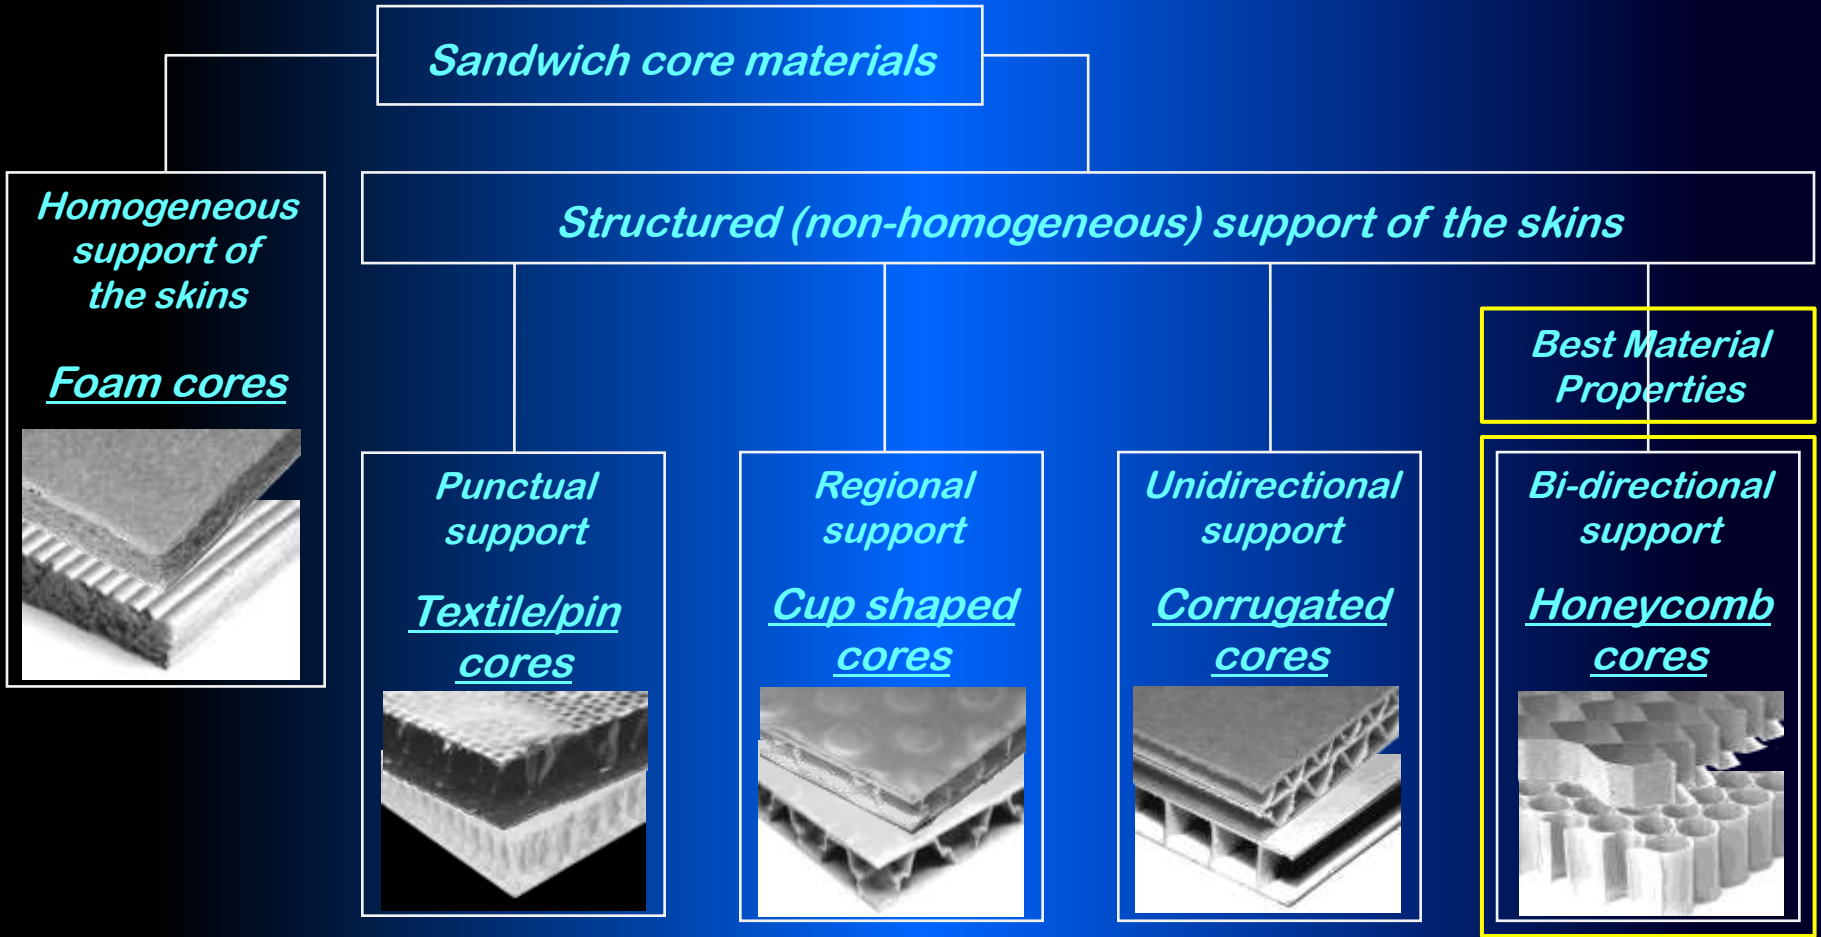 Sandwich core materials
Homogeneous
support of
the skins
Foam cores
Structured (non-homogeneous) support of the skins
Punctual
support
Textile/pin
cores
Regional
support
Cup shaped
cores
Unidirectional
support
Corrugated
cores
Best Material
Properties
Bi-directional
support
Honeycomb
cores